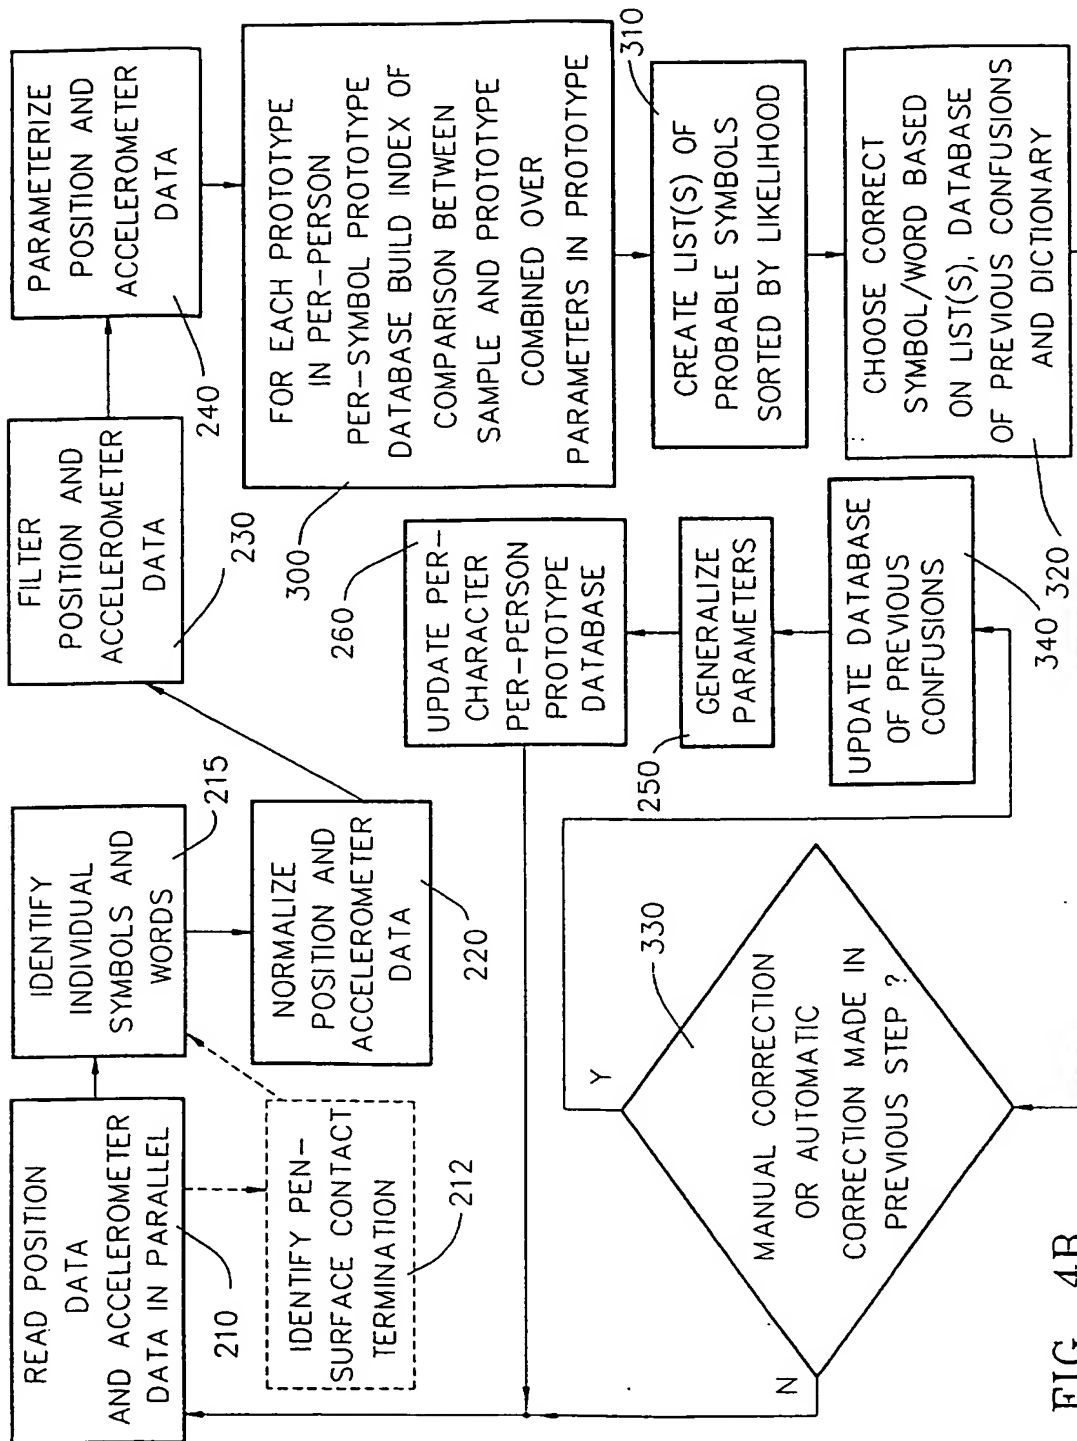 READ POSITION
DATA
AND ACCELEROMETER
DATA IN PARALLEL
210
IDENTIFY PEN-
SURFACE CONTACT
TERMINATION
212
IDENTIFY
INDIVIDUAL
SYMBOLS AND
WORDS
215
NORMALIZE
POSITION AND
ACCELEROMETER
DATA
220
FILTER
POSITION AND
ACCELEROMETER
DATA
230
PARAMETERIZE
POSITION AND
ACCELEROMETER
DATA
240
FOR EACH PROTOTYPE
IN PER-PERSON
PER-SYMBOL PROTOTYPE
DATABASE BUILD INDEX OF
COMPARISON BETWEEN
SAMPLE AND PROTOTYPE
COMBINED OVER
PARAMETERS IN PROTOTYPE
300
CREATE LIST(S) OF
PROBABLE SYMBOLS
SORTED BY LIKELIHOOD
310
CHOOSE CORRECT
SYMBOL/WORD BASED
ON LIST(S), DATABASE
OF PREVIOUS CONFUSIONS
AND DICTIONARY
320
MANUAL CORRECTION
OR AUTOMATIC
CORRECTION MADE IN
PREVIOUS STEP ?
330
Y
N
UPDATE DATABASE
OF PREVIOUS
CONFUSIONS
340
GENERALIZE
PARAMETERS
250
UPDATE PER-
CHARACTER
PER-PERSON
PROTOTYPE
DATABASE
260
FIG. 4B